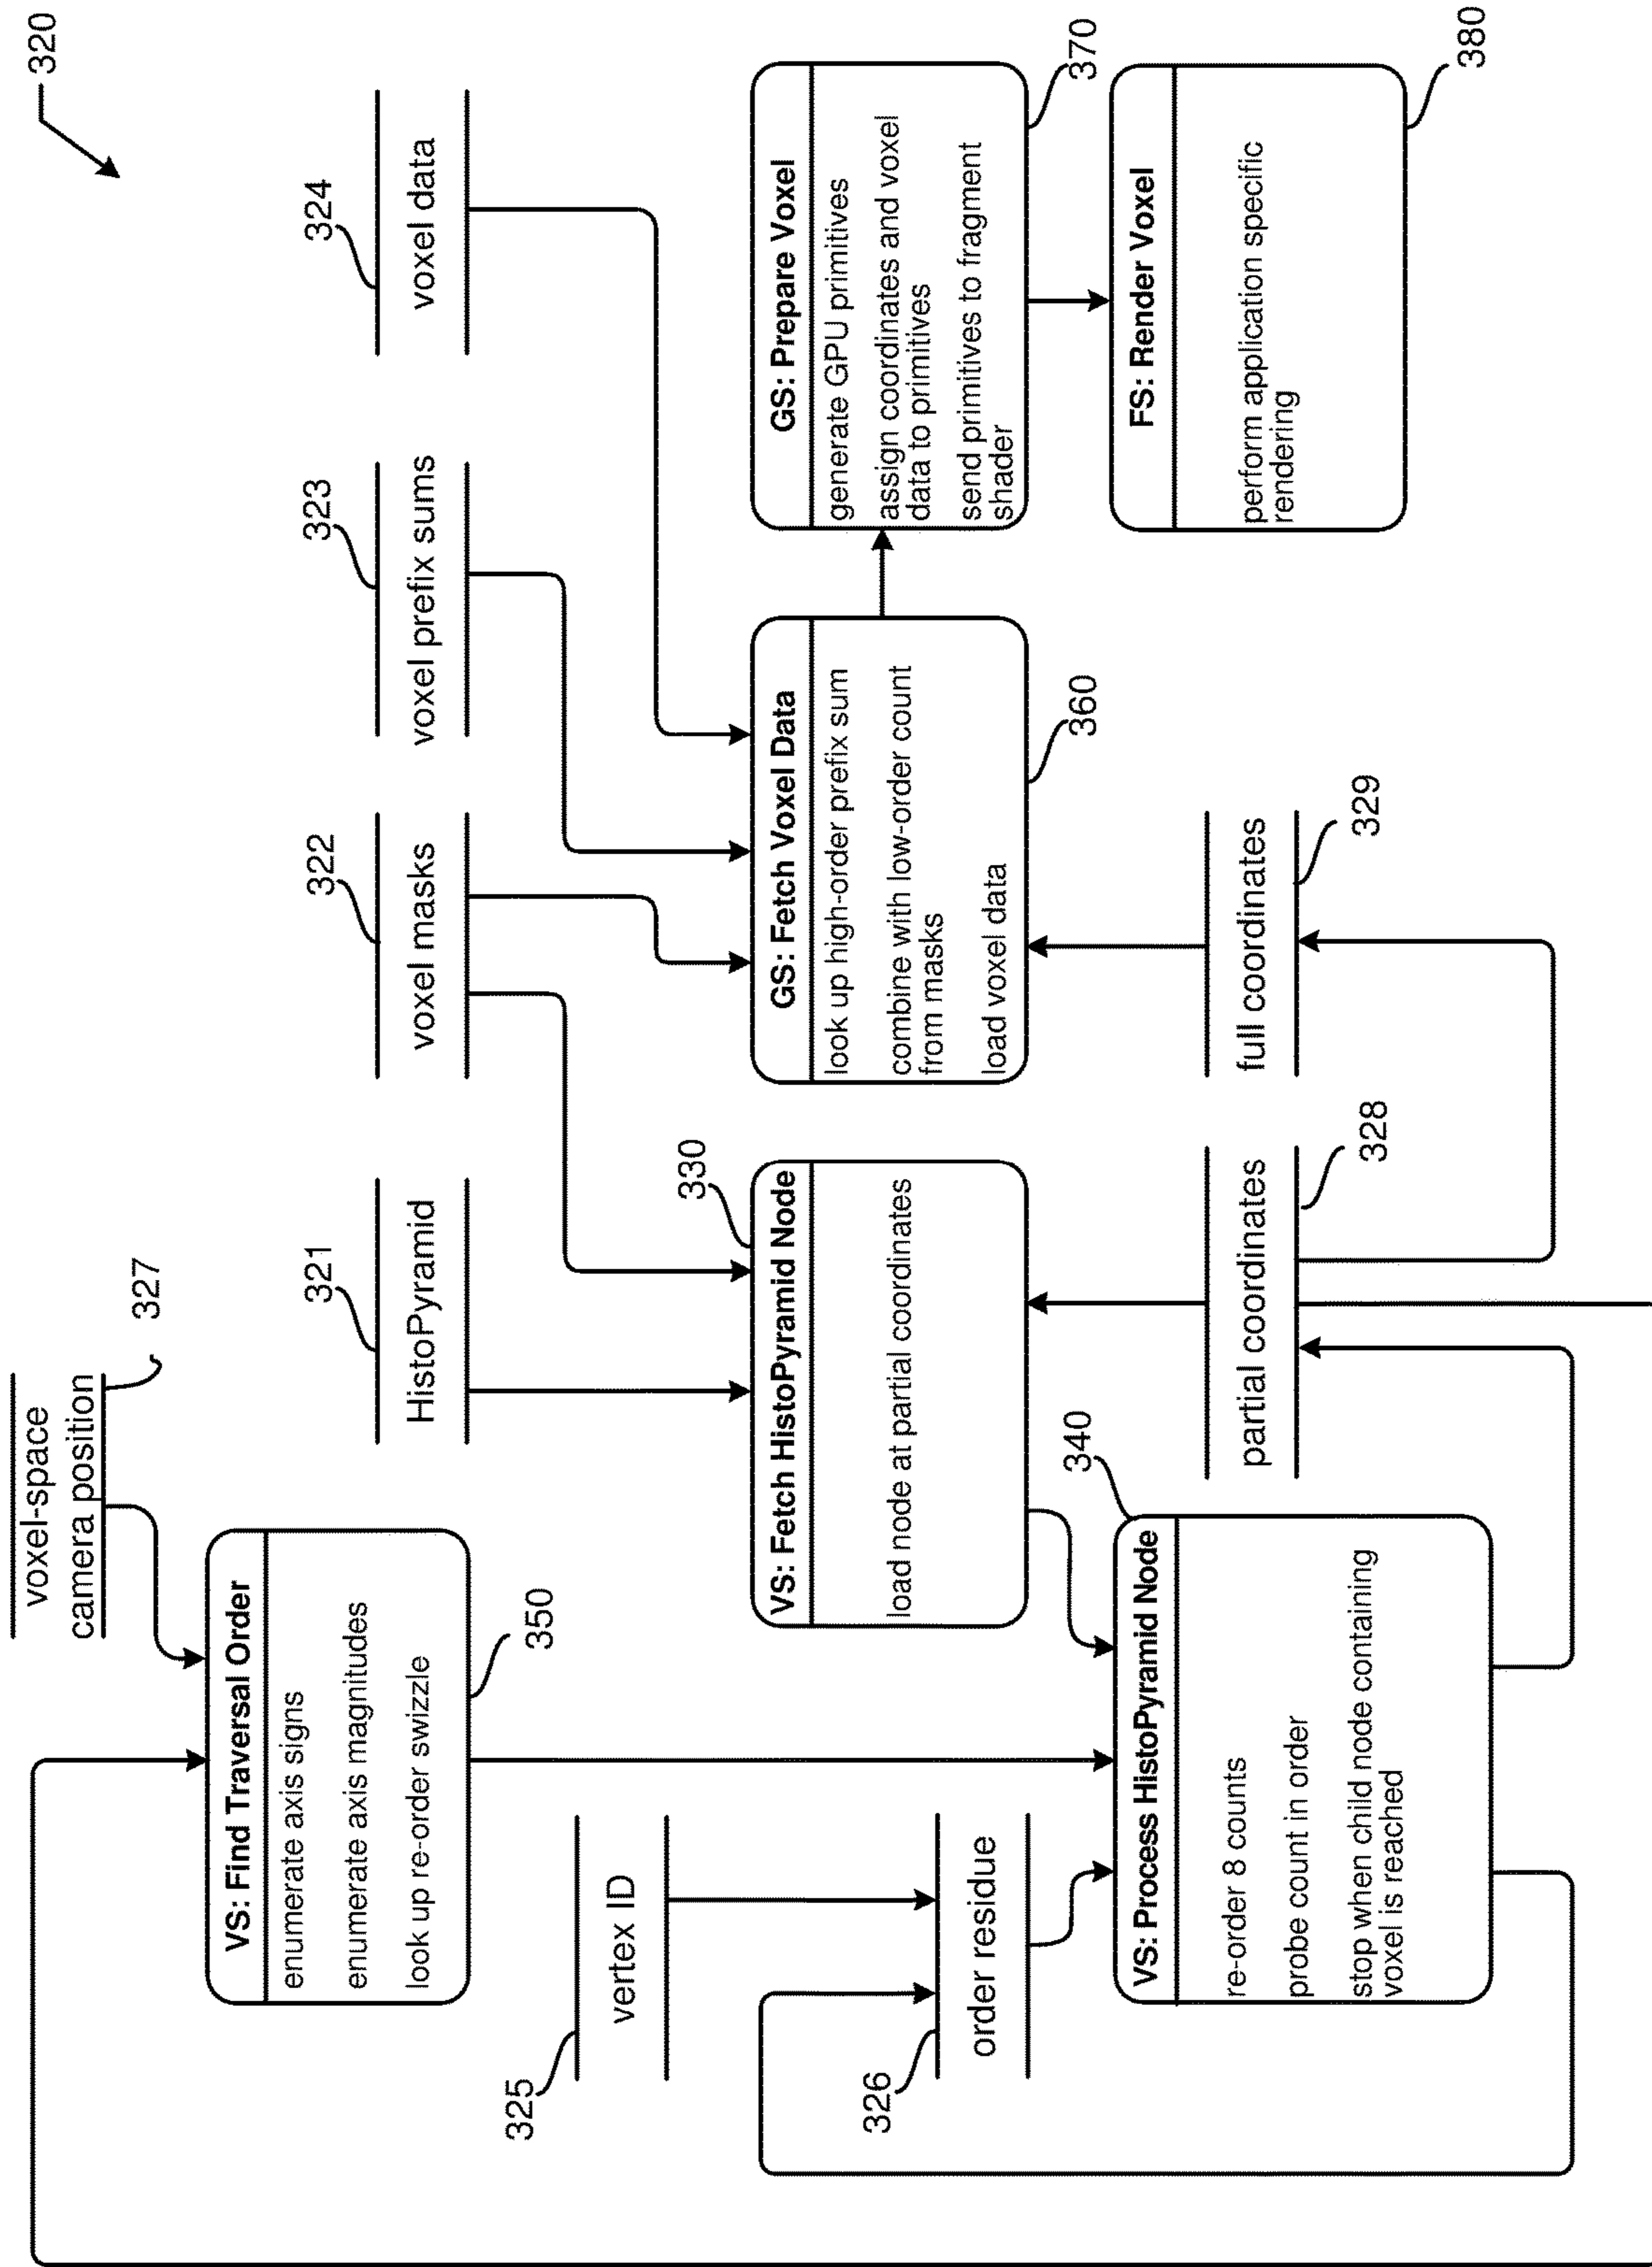 320
voxel-space
camera position
327
VS: Find Traversal Order
enumerate axis signs
enumerate axis magnitudes
look up re-order swizzle
350
321
HistoPyramid
322
voxel masks
323
voxel prefix sums
324
voxel data
325
vertex ID
326
order residue
330
VS: Fetch HistoPyramid Node
load node at partial coordinates
GS: Fetch Voxel Data
look up high-order prefix sum
combine with low-order count
from masks
load voxel data
360
GS: Prepare Voxel
generate GPU primitives
assign coordinates and voxel
data to primitives
send primitives to fragment
shader
370
340
VS: Process HistoPyramid Node
re-order 8 counts
probe count in order
stop when child node containing
voxel is reached
partial coordinates
328
full coordinates
329
FS: Render Voxel
perform application specific
rendering
380